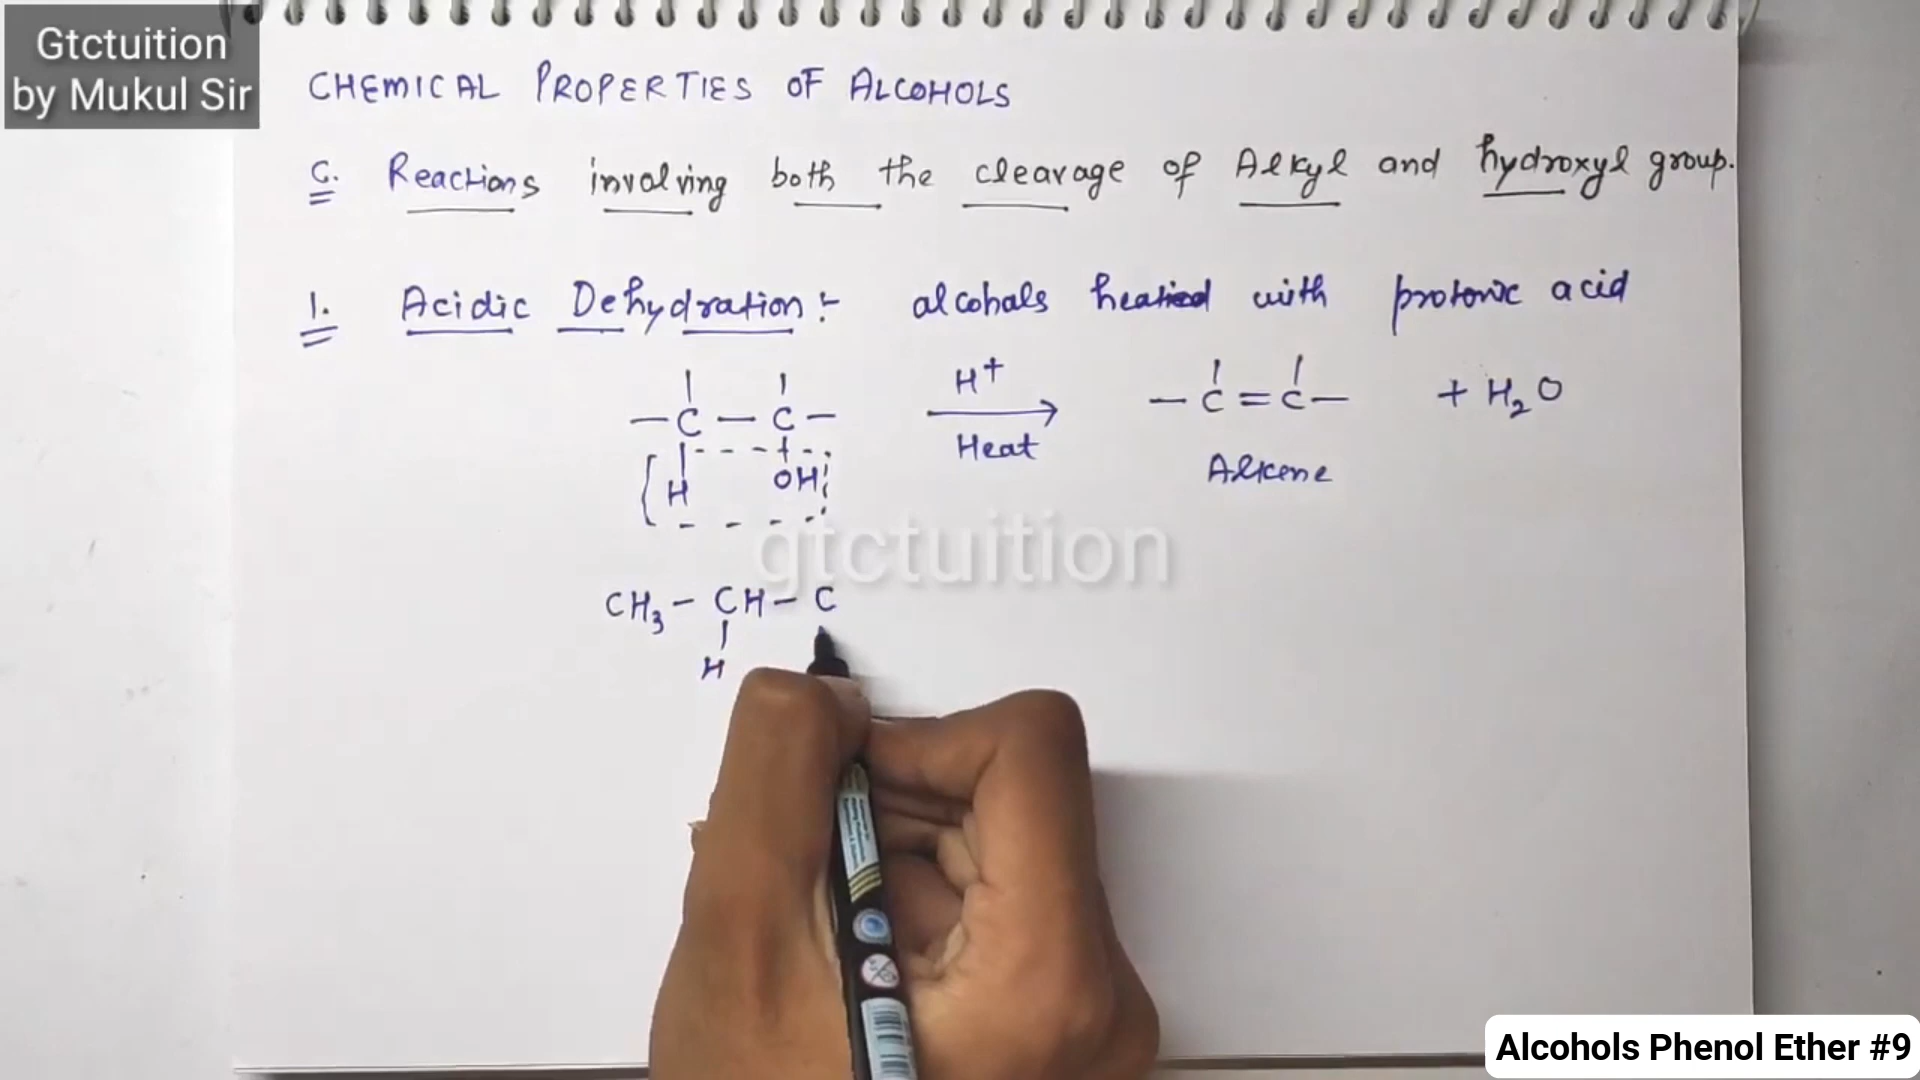 Gtctuition
by Mukul Sir
CHEMICAL PROPERTIES OF ALCOHOLS
C. Reactions involving both the cleavage of Alkyl and hydroxyl group.
1. Acidic Dehydration :- alcohals heated with protonic acid
– C – C – H+ – C = C – + H₂O
H OH Heat Alkene
gtctuition
CH₃ – CH – C
H
Alcohols Phenol Ether #9